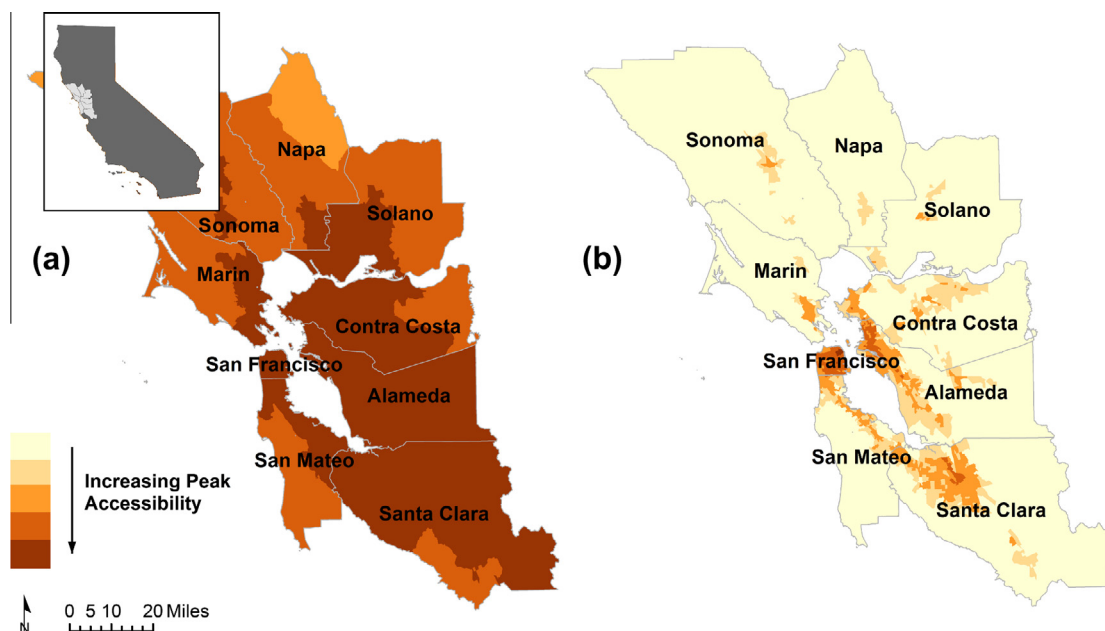 (a)
Napa
Sonoma
Solano
Marin
Contra Costa
San Francisco
Alameda
San Mateo
Santa Clara
Increasing Peak
Accessibility
N
0 5 10 20 Miles
(b)
Sonoma
Napa
Solano
Marin
Contra Costa
San Francisco
Alameda
San Mateo
Santa Clara